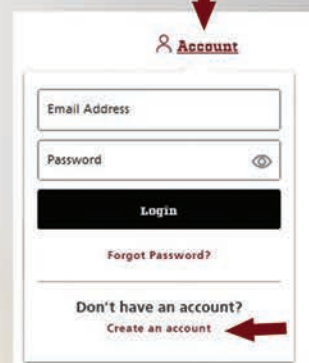 Account
Email Address
Password
Login
Forgot Password?
Don't have an account?
Create an account